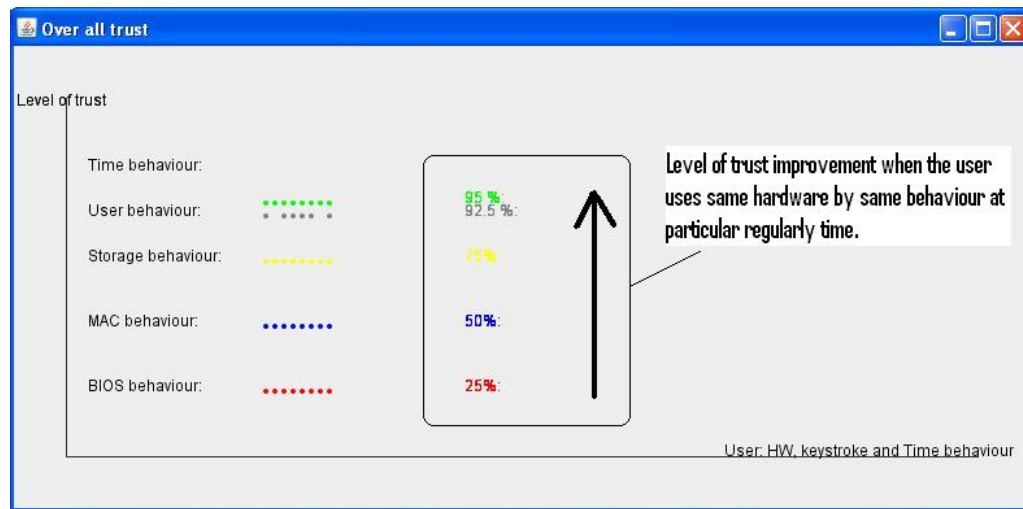 Over all trust
Level of trust
Time behaviour:
95 %:
User behaviour:
92.5 %:
Storage behaviour:
75%
MAC behaviour:
50%:
BIOS behaviour:
25%:
Level of trust improvement when the user
uses same hardware by same behaviour at
particular regularly time.
User: HW, keystroke and Time behaviour